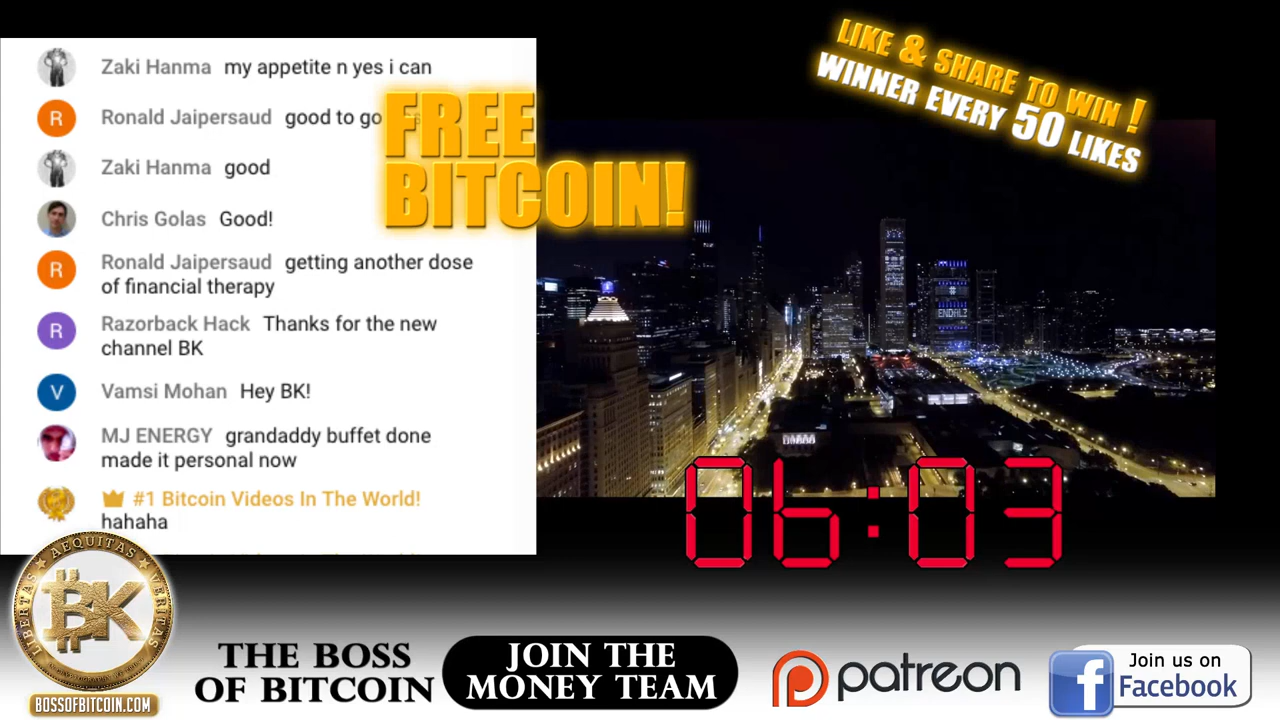 Zaki Hanma my appetite n yes i can
Ronald Jaipersaud good to go
Zaki Hanma good
Chris Golas Good!
R
Ronald Jaipersaud getting another dose
of financial therapy
R
Razorback Hack Thanks for the new
channel BK
V
Vamsi Mohan Hey BK!
MJ ENERGY grandaddy buffet done
made it personal now
#1 Bitcoin Videos In The World!
hahaha
FREE
BITCOIN!
LIKE & SHARE TO WIN !
WINNER EVERY 50 LIKES
06:03
AEQUITAS
LIBERTAS
VERITAS
BK
BOSSOFBITCOIN.COM
THE BOSS
OF BITCOIN
JOIN THE
MONEY TEAM
patreon
f
Join us on
Facebook